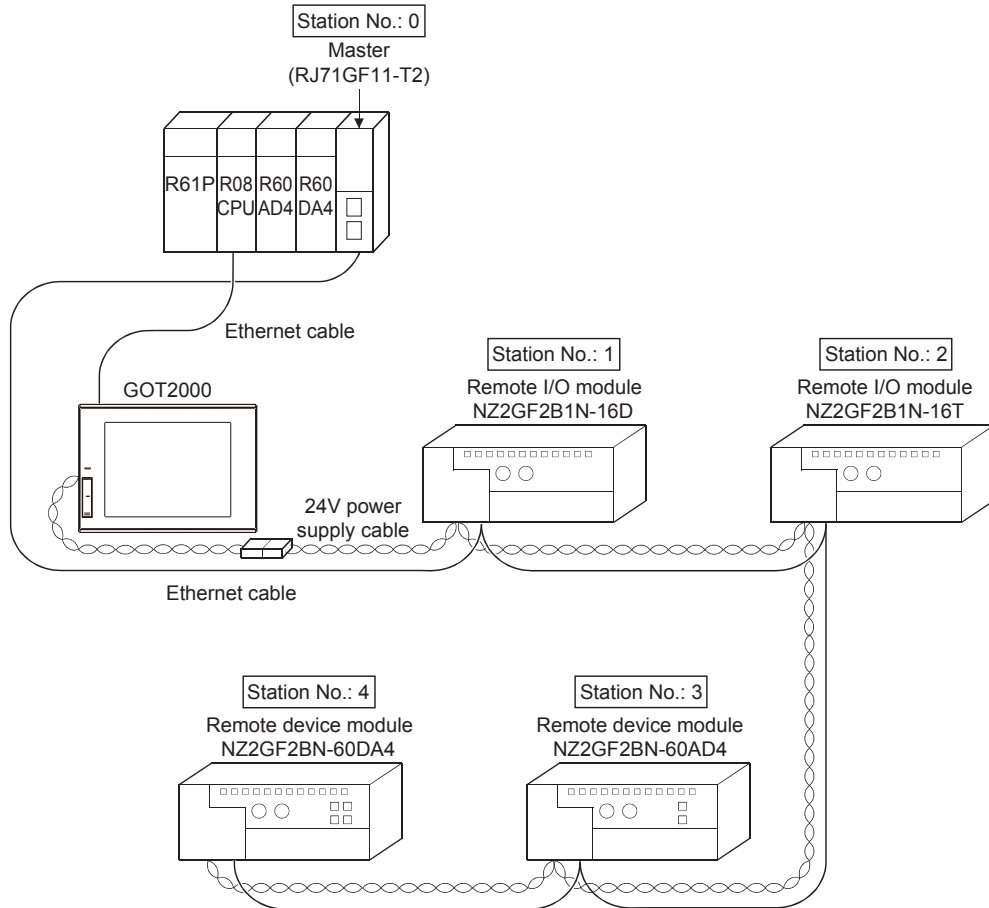 Station No.: 0
Master
(RJ71GF11-T2)
R61P
R08
CPU
R60
AD4
R60
DA4
Ethernet cable
GOT2000
24V power
supply cable
Ethernet cable
Station No.: 1
Remote I/O module
NZ2GF2B1N-16D
Station No.: 2
Remote I/O module
NZ2GF2B1N-16T
Station No.: 4
Remote device module
NZ2GF2BN-60DA4
Station No.: 3
Remote device module
NZ2GF2BN-60AD4